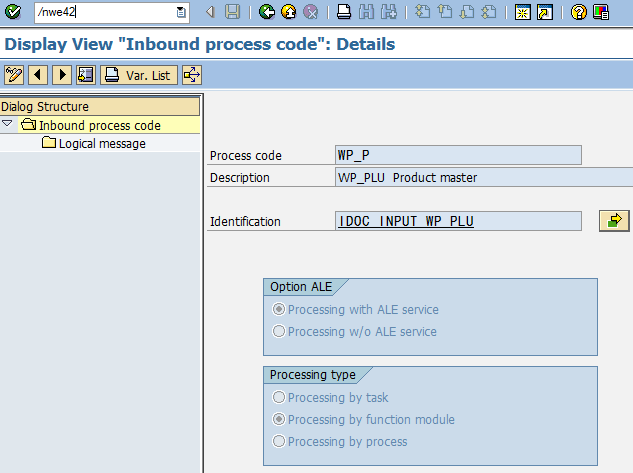 /nwe42
Display View "Inbound process code": Details
Var. List
Dialog Structure
Inbound process code
Logical message
Process code WP_P
Description WP_PLU Product master
Identification IDOC_INPUT_WP_PLU
Option ALE
Processing with ALE service
Processing w/o ALE service
Processing type
Processing by task
Processing by function module
Processing by process